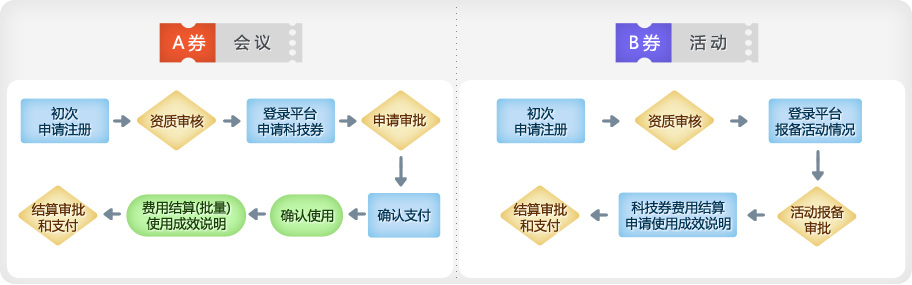 A券 会议
初次
申请注册
资质审核
登录平台
申请科技券
申请审批
确认支付
确认使用
费用结算(批量)
使用成效说明
结算审批
和支付
B券 活动
初次
申请注册
资质审核
登录平台
报备活动情况
活动报备
审批
科技券费用结算
申请使用成效说明
结算审批
和支付